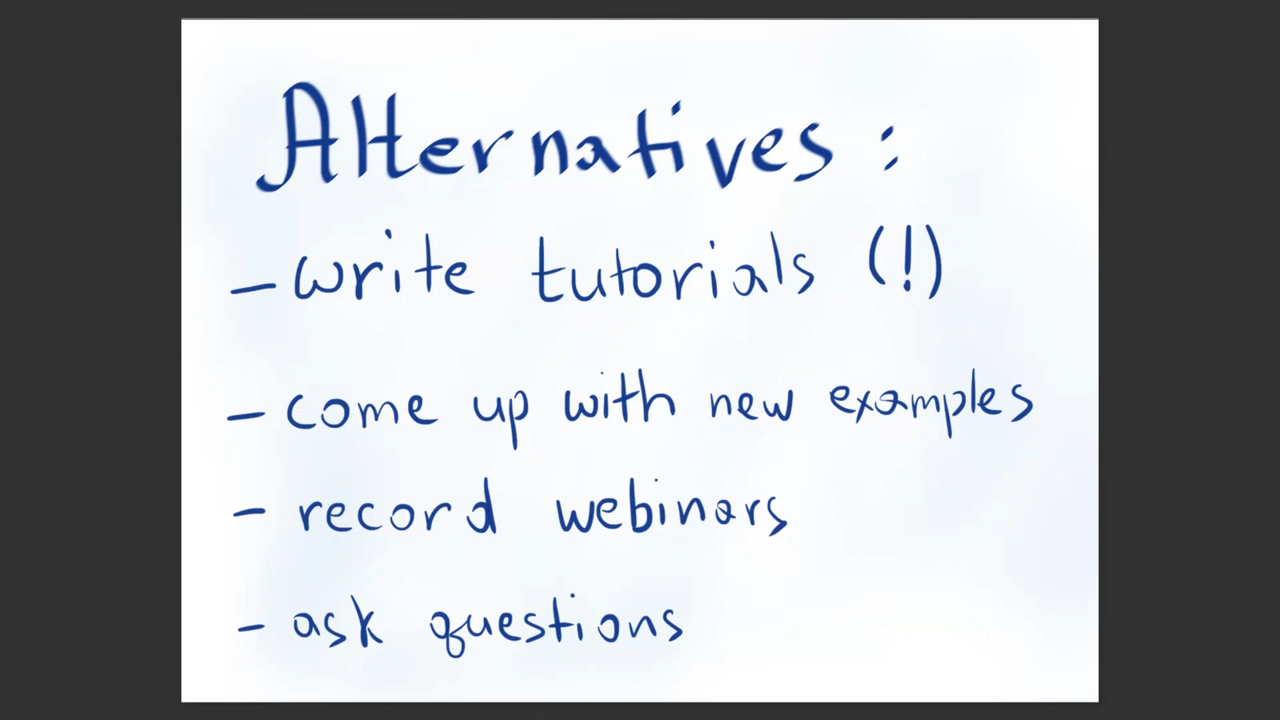 Alternatives :
- write tutorials (!)
- come up with new examples
- record webinars
- ask questions